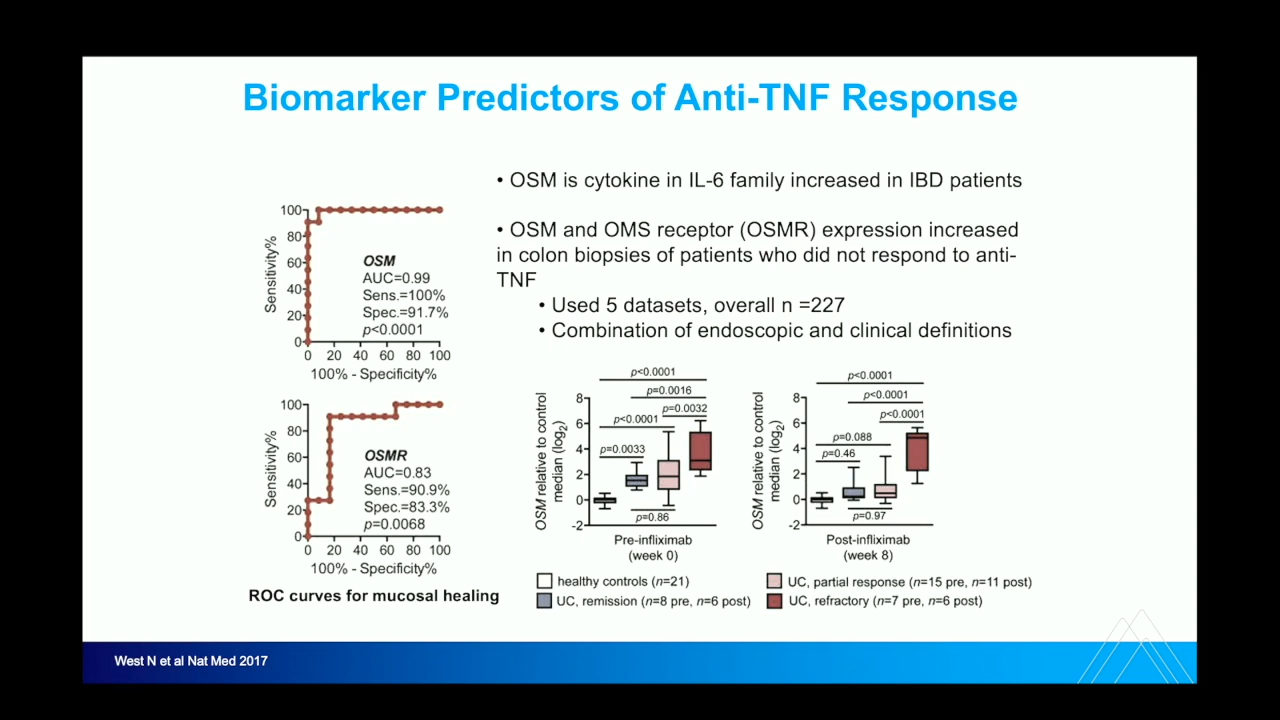 Biomarker Predictors of Anti-TNF Response
• OSM is cytokine in IL-6 family increased in IBD patients
• OSM and OMS receptor (OSMR) expression increased
in colon biopsies of patients who did not respond to anti-
TNF
• Used 5 datasets, overall n =227
• Combination of endoscopic and clinical definitions
100
80
60
40
20
0
Sensitivity%
OSM
AUC=0.99
Sens.=100%
Spec.=91.7%
p<0.0001
0 20 40 60 80 100
100% - Specificity%
100
80
60
40
20
0
Sensitivity%
OSMR
AUC=0.83
Sens.=90.9%
Spec.=83.3%
p=0.0068
0 20 40 60 80 100
100% - Specificity%
ROC curves for mucosal healing
OSM relative to control
median (log2)
8
6
4
2
0
-2
p<0.0001
p=0.0016
p=0.0032
p<0.0001
p=0.0033
p=0.86
Pre-infliximab
(week 0)
OSM relative to control
median (log2)
8
6
4
2
0
-2
p<0.0001
p<0.0001
p<0.0001
p=0.088
p=0.46
p=0.97
Post-infliximab
(week 8)
healthy controls (n=21)
UC, remission (n=8 pre, n=6 post)
UC, partial response (n=15 pre, n=11 post)
UC, refractory (n=7 pre, n=6 post)
West N et al Nat Med 2017